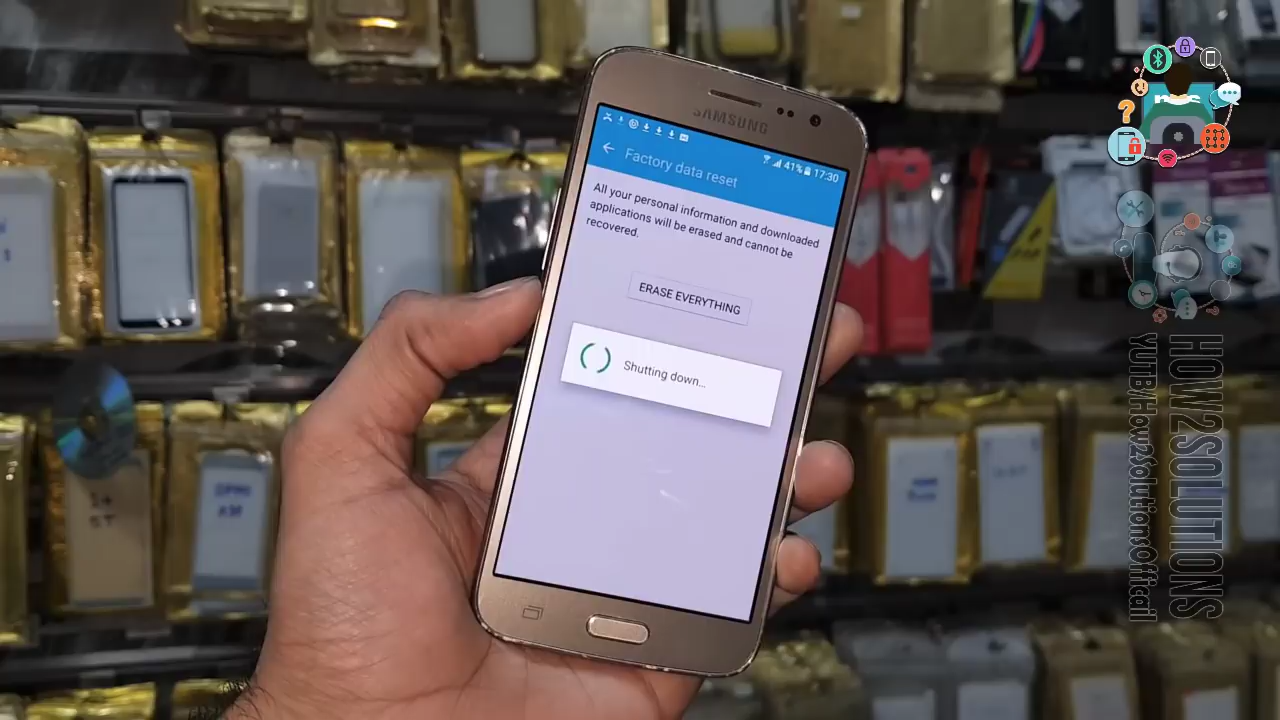 SAMSUNG
41% 17:30
Factory data reset
All your personal information and downloaded
applications will be erased and cannot be
recovered.
ERASE EVERYTHING
Shutting down...
HOW2SOLUTIONS
YUTB/How2SolutionsOfficail